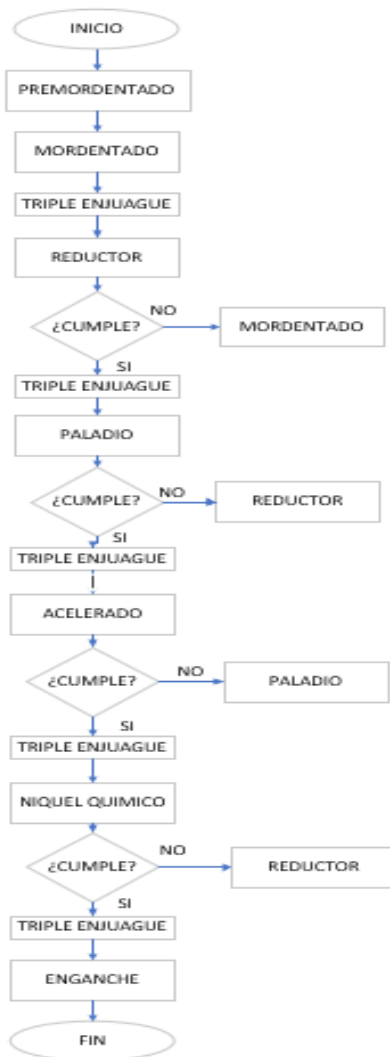 INICIO
PREMORDENTADO
MORDENTADO
TRIPLE ENJUAGUE
REDUCTOR
¿CUMPLE?
NO
MORDENTADO
SI
TRIPLE ENJUAGUE
PALADIO
¿CUMPLE?
NO
REDUCTOR
SI
TRIPLE ENJUAGUE
ACELERADO
¿CUMPLE?
NO
PALADIO
SI
TRIPLE ENJUAGUE
NIQUEL QUIMICO
¿CUMPLE?
NO
REDUCTOR
SI
TRIPLE ENJUAGUE
ENGANCHE
FIN